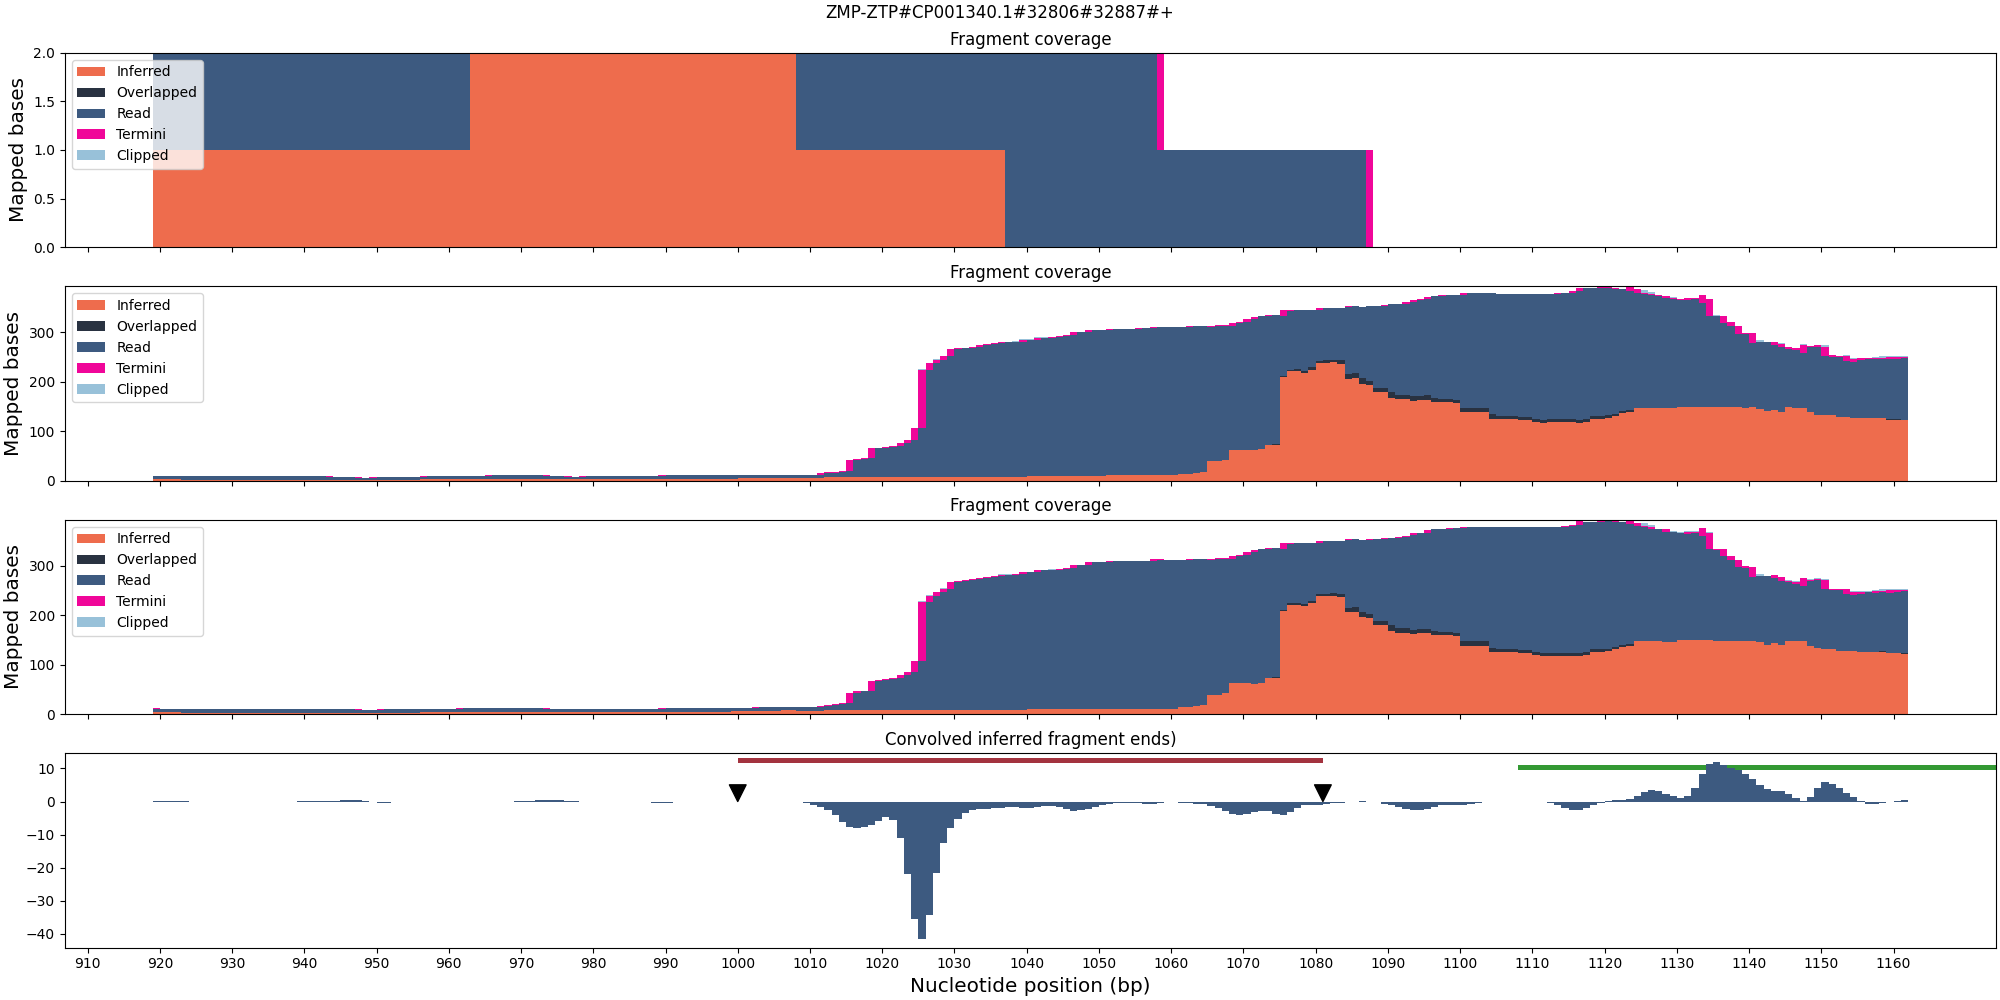 ZMP-ZTP#CP001340.1#32806#32887#+
Fragment coverage
Mapped bases
2.0
1.5
1.0
0.5
0.0
Inferred
Overlapped
Read
Termini
Clipped
Fragment coverage
Mapped bases
300
200
100
0
Inferred
Overlapped
Read
Termini
Clipped
Fragment coverage
Mapped bases
300
200
100
0
Inferred
Overlapped
Read
Termini
Clipped
Convolved inferred fragment ends)
10
0
−10
−20
−30
−40
910 920 930 940 950 960 970 980 990 1000 1010 1020 1030 1040 1050 1060 1070 1080 1090 1100 1110 1120 1130 1140 1150 1160
Nucleotide position (bp)